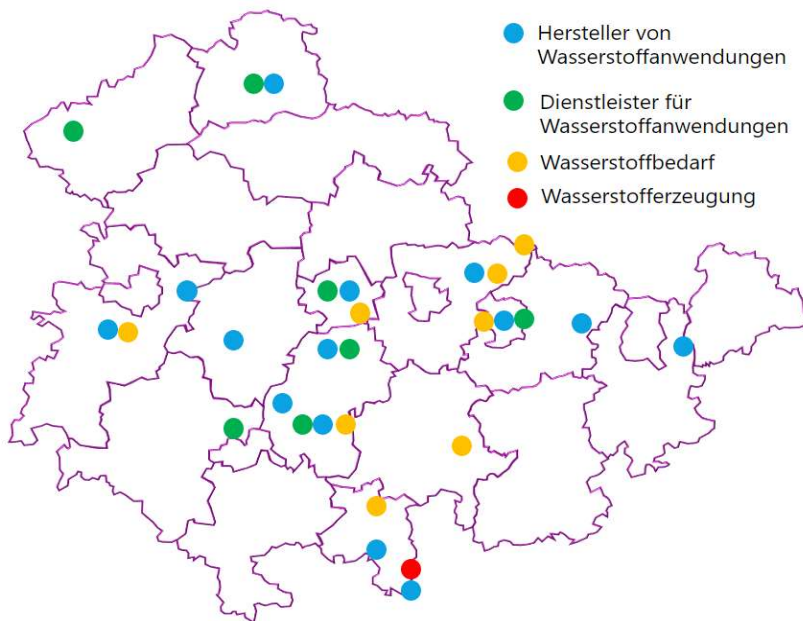 Hersteller von
Wasserstoffanwendungen
Dienstleister für
Wasserstoffanwendungen
Wasserstoffbedarf
Wasserstofferzeugung